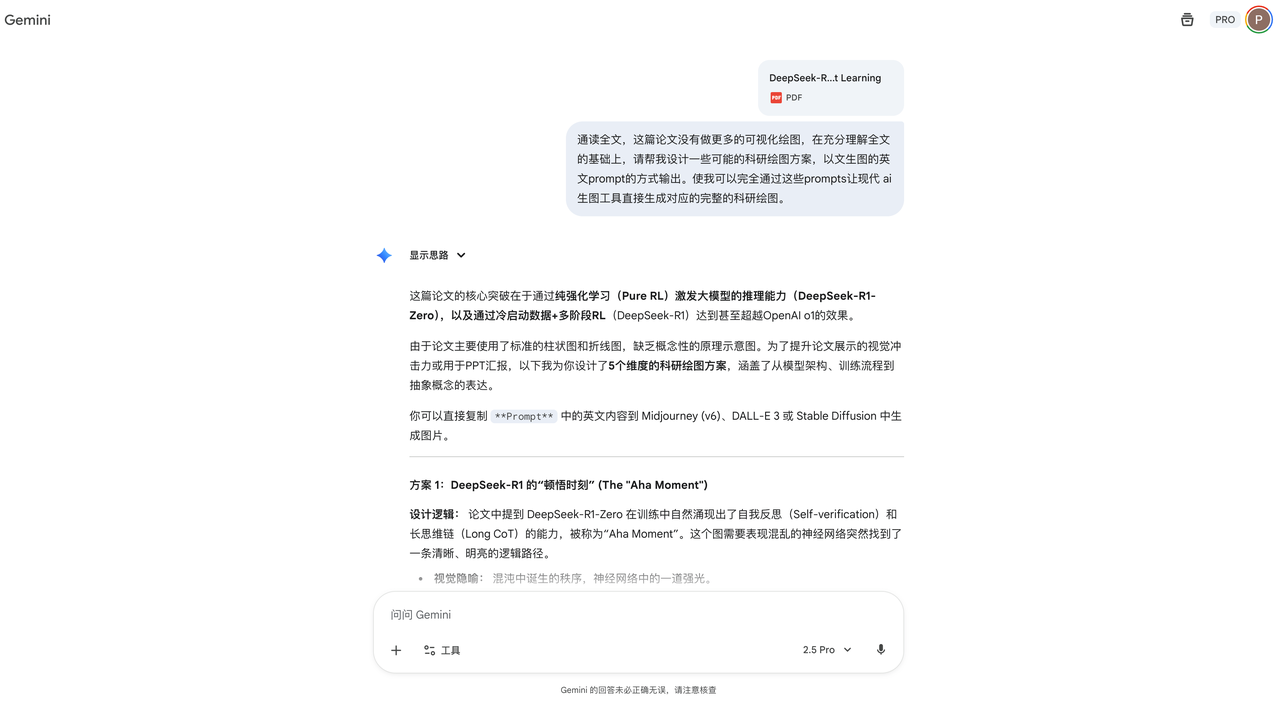 Gemini
PRO
P
DeepSeek-R...t Learning
PDF
PDF
通读全文，这篇论文没有做更多的可视化绘图，在充分理解全文
的基础上，请帮我设计一些可能的科研绘图方案，以文生图的英
文prompt的方式输出。使我可以完全通过这些prompts让现代 ai
生图工具直接生成对应的完整的科研绘图。
显示思路
这篇论文的核心突破在于通过纯强化学习（Pure RL）激发大模型的推理能力（DeepSeek-R1-
Zero），以及通过冷启动数据+多阶段RL（DeepSeek-R1）达到甚至超越OpenAI o1的效果。
由于论文主要使用了标准的柱状图和折线图，缺乏概念性的原理示意图。为了提升论文展示的视觉冲
击力或用于PPT汇报，以下我为你设计了5个维度的科研绘图方案，涵盖了从模型架构、训练流程到
抽象概念的表达。
你可以直接复制 **Prompt** 中的英文内容到 Midjourney (v6)、DALL-E 3 或 Stable Diffusion 中生
成图片。
方案 1：DeepSeek-R1 的“顿悟时刻” (The "Aha Moment")
设计逻辑： 论文中提到 DeepSeek-R1-Zero 在训练中自然涌现出了自我反思（Self-verification）和
长思维链（Long CoT）的能力，被称为“Aha Moment”。这个图需要表现混乱的神经网络突然找到了
一条清晰、明亮的逻辑路径。
• 视觉隐喻： 混沌中诞生的秩序，神经网络中的一道强光。
问问 Gemini
工具
2.5 Pro
Gemini 的回答未必正确无误，请注意核查